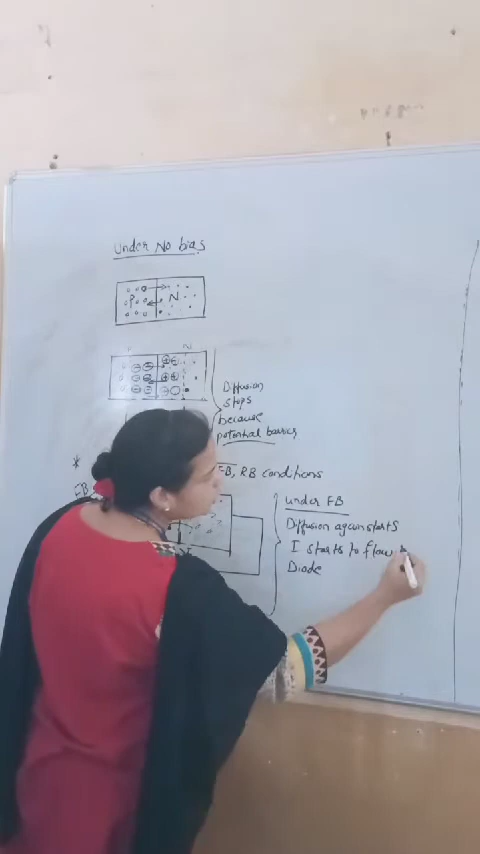 Under No bias
P N
Diffusion
stops
because
potential barrier
*
FB, RB conditions
FB
under FB
Diffusion again starts
I starts to flow
Diode